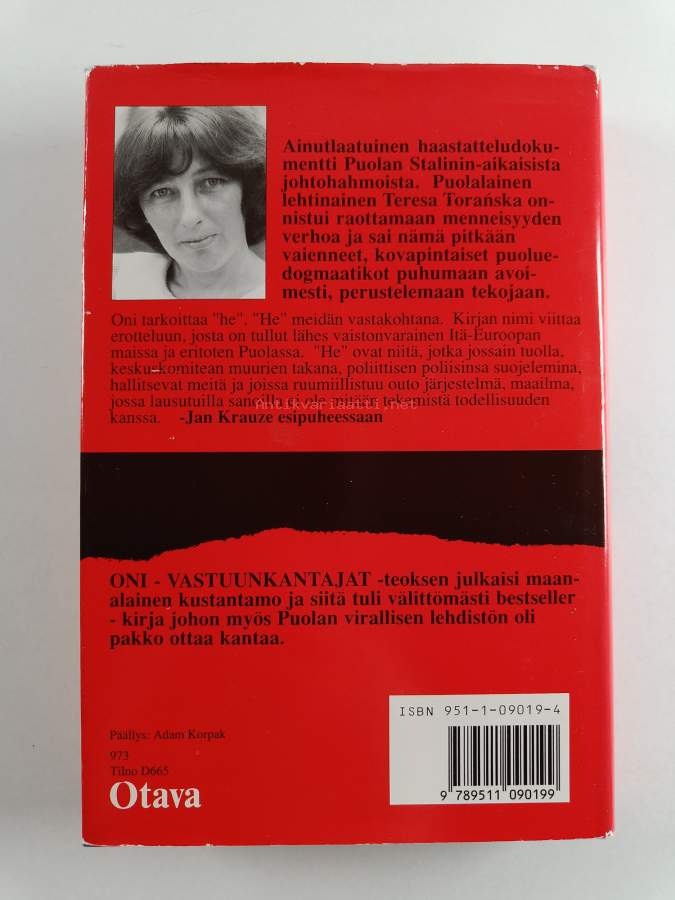 Ainutlaatuinen haastatteludoku-
mentti Puolan Stalinin-aikaisista
johtohahmoista. Puolalainen
lehtinainen Teresa Torańska on-
nistui raottamaan menneisyyden
verhoa ja sai nämä pitkään
vaienneet, kovapintaiset puolue-
dogmaatikot puhumaan avoi-
mesti, perustelemaan tekojaan.
Oni tarkoittaa "he". "He" meidän vastakohtana. Kirjan nimi viittaa
erotteluun, josta on tullut lähes vaistonvarainen Itä-Euroopan
maissa ja eritoten Puolassa. "He" ovat niitä, jotka jossain tuolla,
keskuskomitean muurien takana, poliittisen poliisinsa suojelemina,
hallitsevat meitä ja joissa ruumiillistuu outo järjestelmä, maailma,
jossa lausutuilla sanoilla ei ole mitään tekemistä todellisuuden
kanssa. -Jan Krauze esipuheessaan
Antikvariaatti.net
ONI - VASTUUNKANTAJAT -teoksen julkaisi maan-
alainen kustantamo ja siitä tuli välittömästi bestseller
- kirja johon myös Puolan virallisen lehdistön oli
pakko ottaa kantaa.
ISBN 951-1-09019-4
Päällys: Adam Korpak
973
Tilno D665
Otava
9 789511 090199